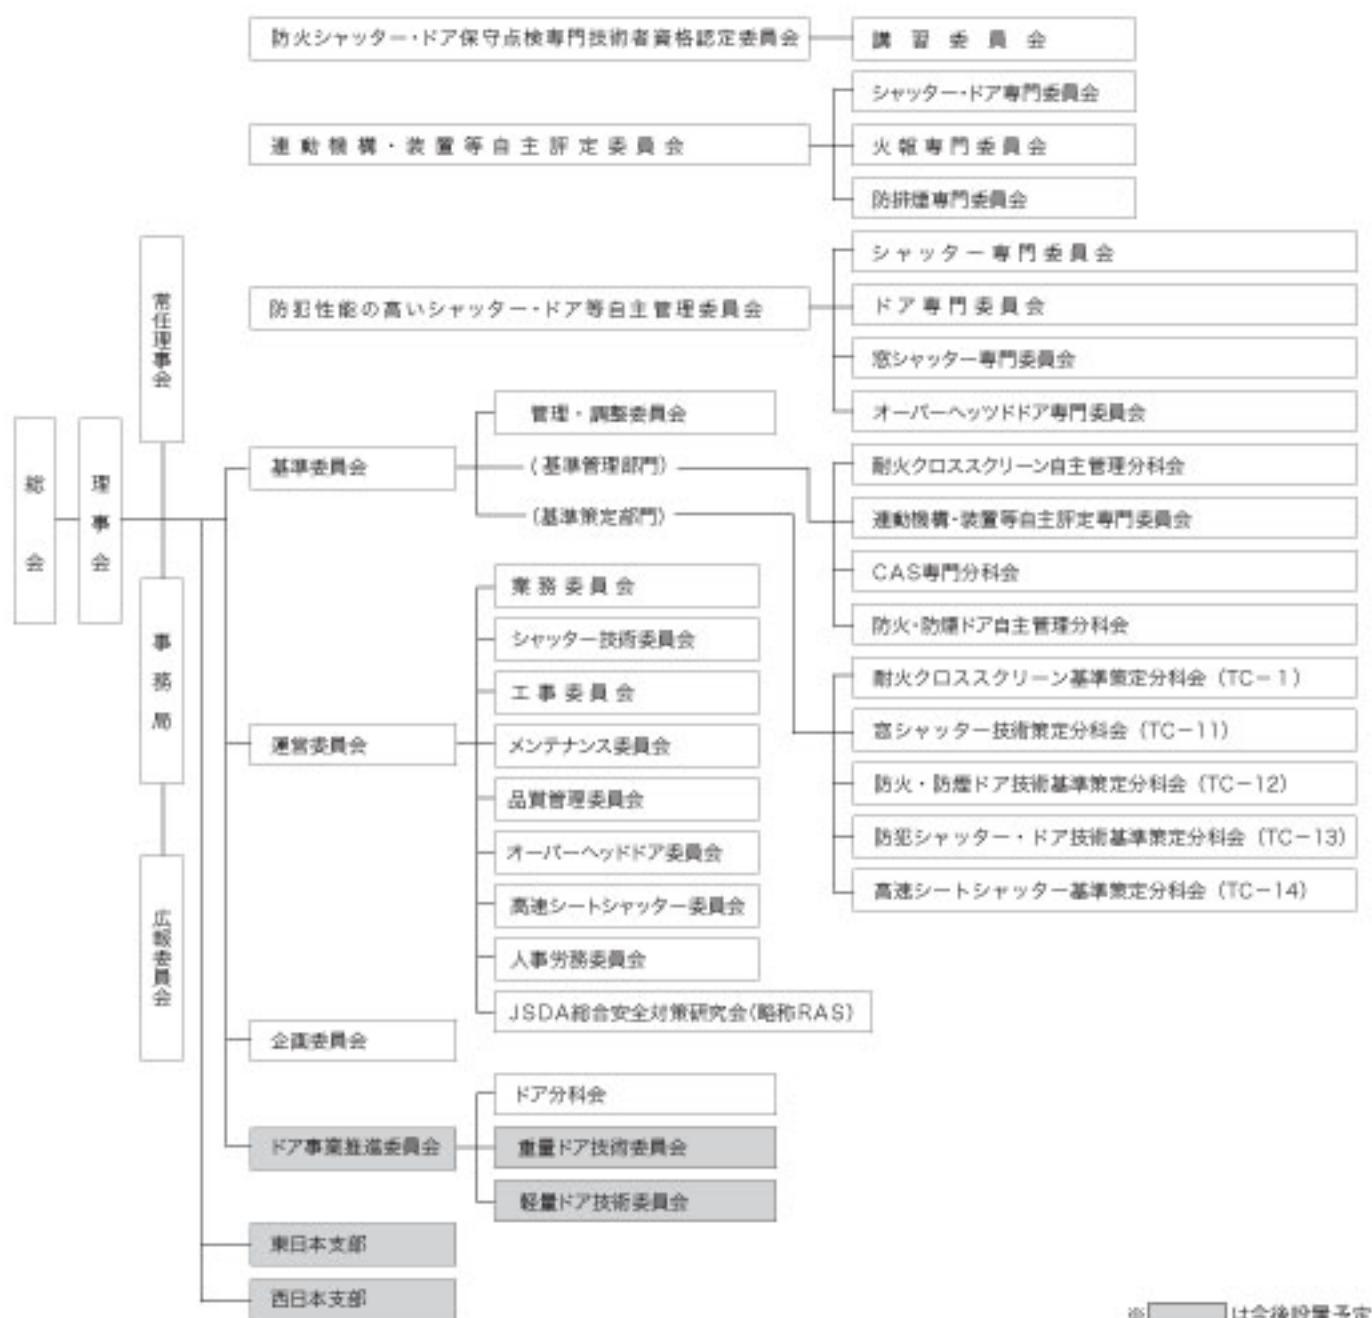 防火シャッター・ドア保守点検専門技術者資格認定委員会
講習委員会
連動機構・装置等自主評定委員会
シャッター・ドア専門委員会
火報専門委員会
防排煙専門委員会
防犯性能の高いシャッター・ドア等自主管理委員会
シャッター専門委員会
ドア専門委員会
窓シャッター専門委員会
オーバーヘッツドドア専門委員会
総会
理事会
常任理事会
事務局
広報委員会
基準委員会
管理・調整委員会
(基準管理部門)
(基準策定部門)
耐火クロススクリーン自主管理分科会
連動機構・装置等自主評定専門委員会
CAS専門分科会
防火・防煙ドア自主管理分科会
耐火クロススクリーン基準策定分科会（TC－1）
窓シャッター技術策定分科会（TC－11）
防火・防煙ドア技術基準策定分科会（TC－12）
防犯シャッター・ドア技術基準策定分科会（TC－13）
高速シートシャッター基準策定分科会（TC－14）
運営委員会
業務委員会
シャッター技術委員会
工事委員会
メンテナンス委員会
品質管理委員会
オーバーヘッドドア委員会
高速シートシャッター委員会
人事労務委員会
JSDA総合安全対策研究会(略称RAS)
企画委員会
ドア事業推進委員会
ドア分科会
重量ドア技術委員会
軽量ドア技術委員会
東日本支部
西日本支部
※は今後設置予定